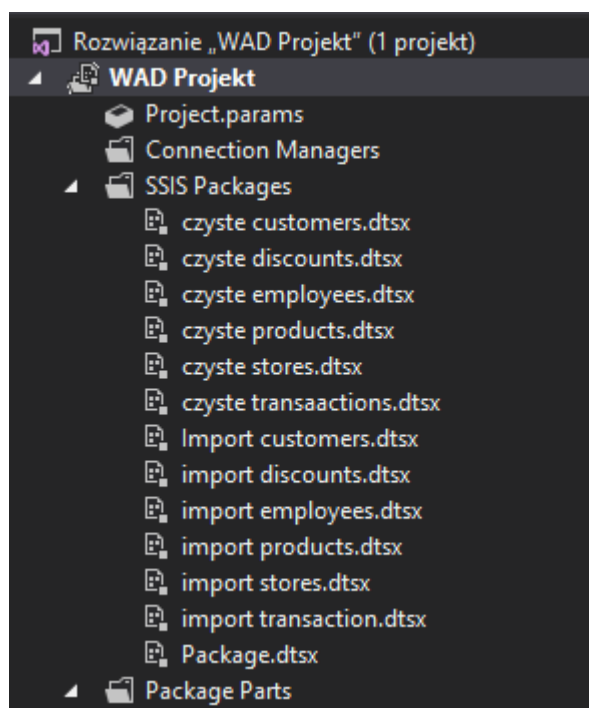 Rozwiązanie „WAD Projekt" (1 projekt)
WAD Projekt
Project.params
Connection Managers
SSIS Packages
czyste customers.dtsx
czyste discounts.dtsx
czyste employees.dtsx
czyste products.dtsx
czyste stores.dtsx
czyste transaactions.dtsx
Import customers.dtsx
import discounts.dtsx
import employees.dtsx
import products.dtsx
import stores.dtsx
import transaction.dtsx
Package.dtsx
Package Parts